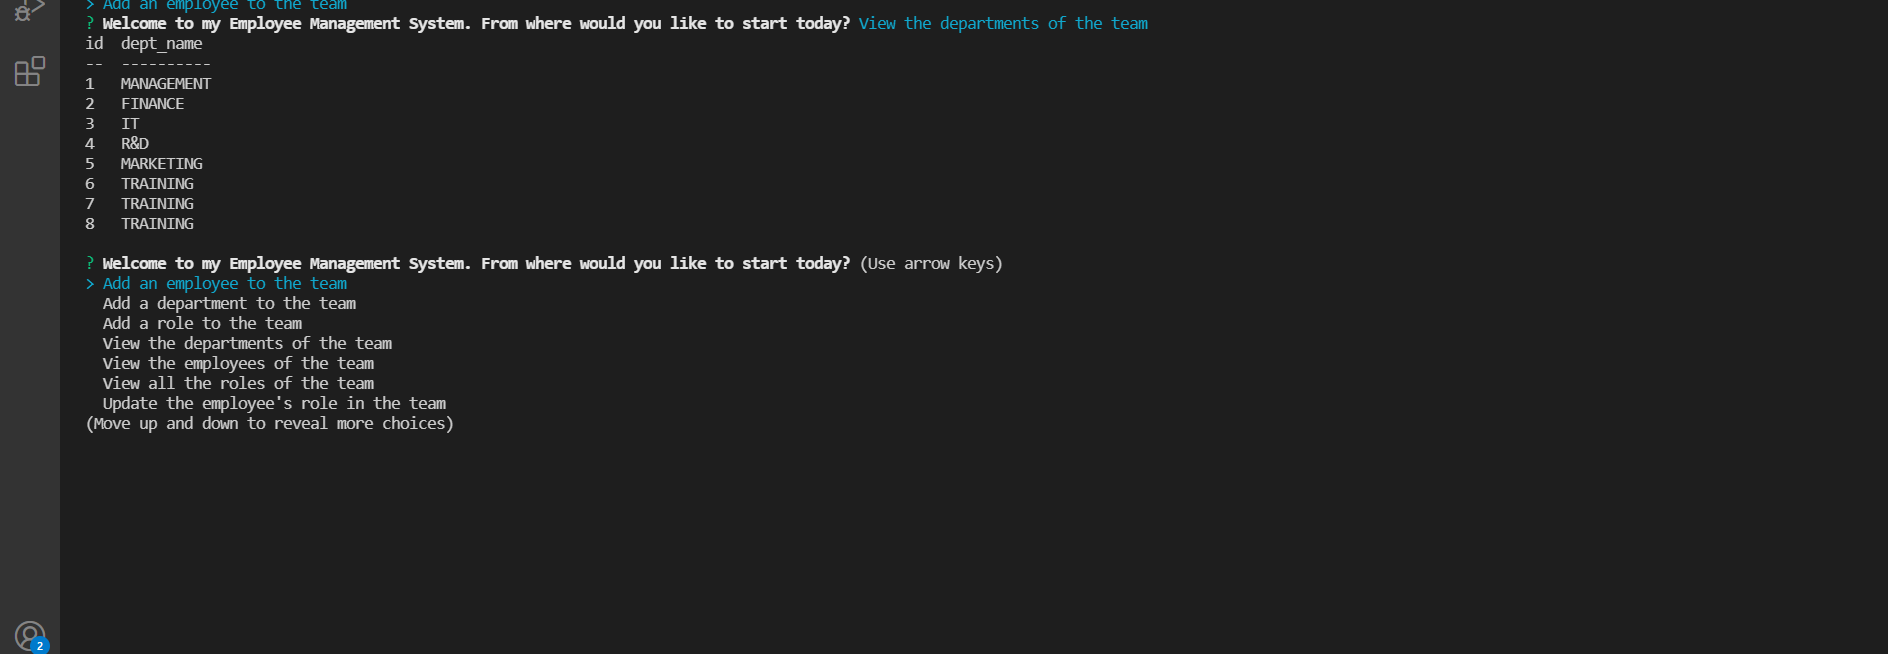 > Add an employee to the team
? Welcome to my Employee Management System. From where would you like to start today? View the departments of the team
id  dept_name
--  ----------
1   MANAGEMENT
2   FINANCE
3   IT
4   R&D
5   MARKETING
6   TRAINING
7   TRAINING
8   TRAINING
? Welcome to my Employee Management System. From where would you like to start today? (Use arrow keys)
> Add an employee to the team
  Add a department to the team
  Add a role to the team
  View the departments of the team
  View the employees of the team
  View all the roles of the team
  Update the employee's role in the team
(Move up and down to reveal more choices)
2